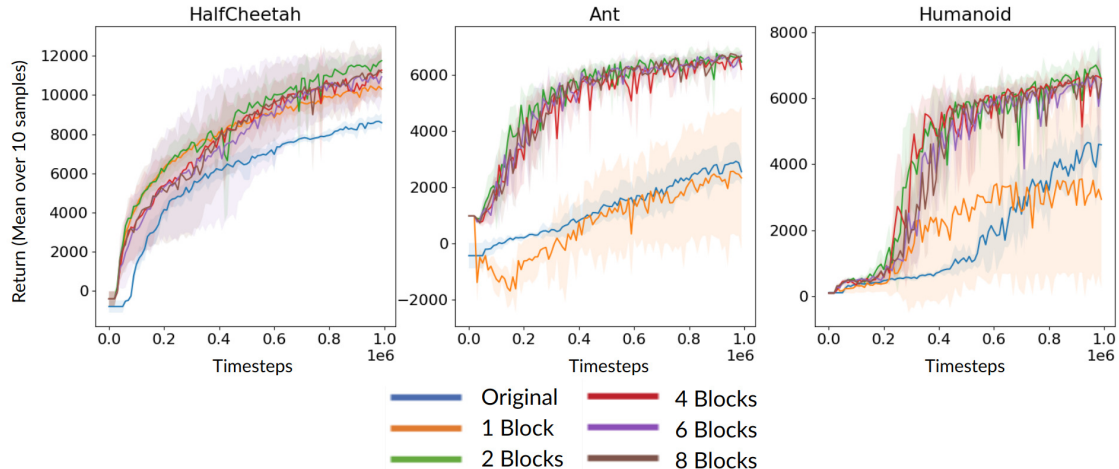 HalfCheetah
Ant
Humanoid
Return (Mean over 10 samples)
12000
10000
8000
6000
4000
2000
0
0.0 0.2 0.4 0.6 0.8 1.0
1e6
Timesteps
6000
4000
2000
0
−2000
0.0 0.2 0.4 0.6 0.8 1.0
1e6
Timesteps
8000
6000
4000
2000
0
0.0 0.2 0.4 0.6 0.8 1.0
1e6
Timesteps
Original
1 Block
2 Blocks
4 Blocks
6 Blocks
8 Blocks